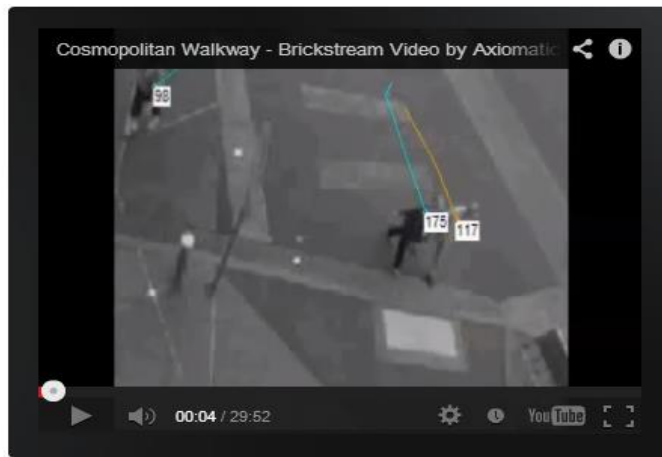 Cosmopolitan Walkway - Brickstream Video by Axiomatic
98
175
117
00:04 / 29:52
YouTube